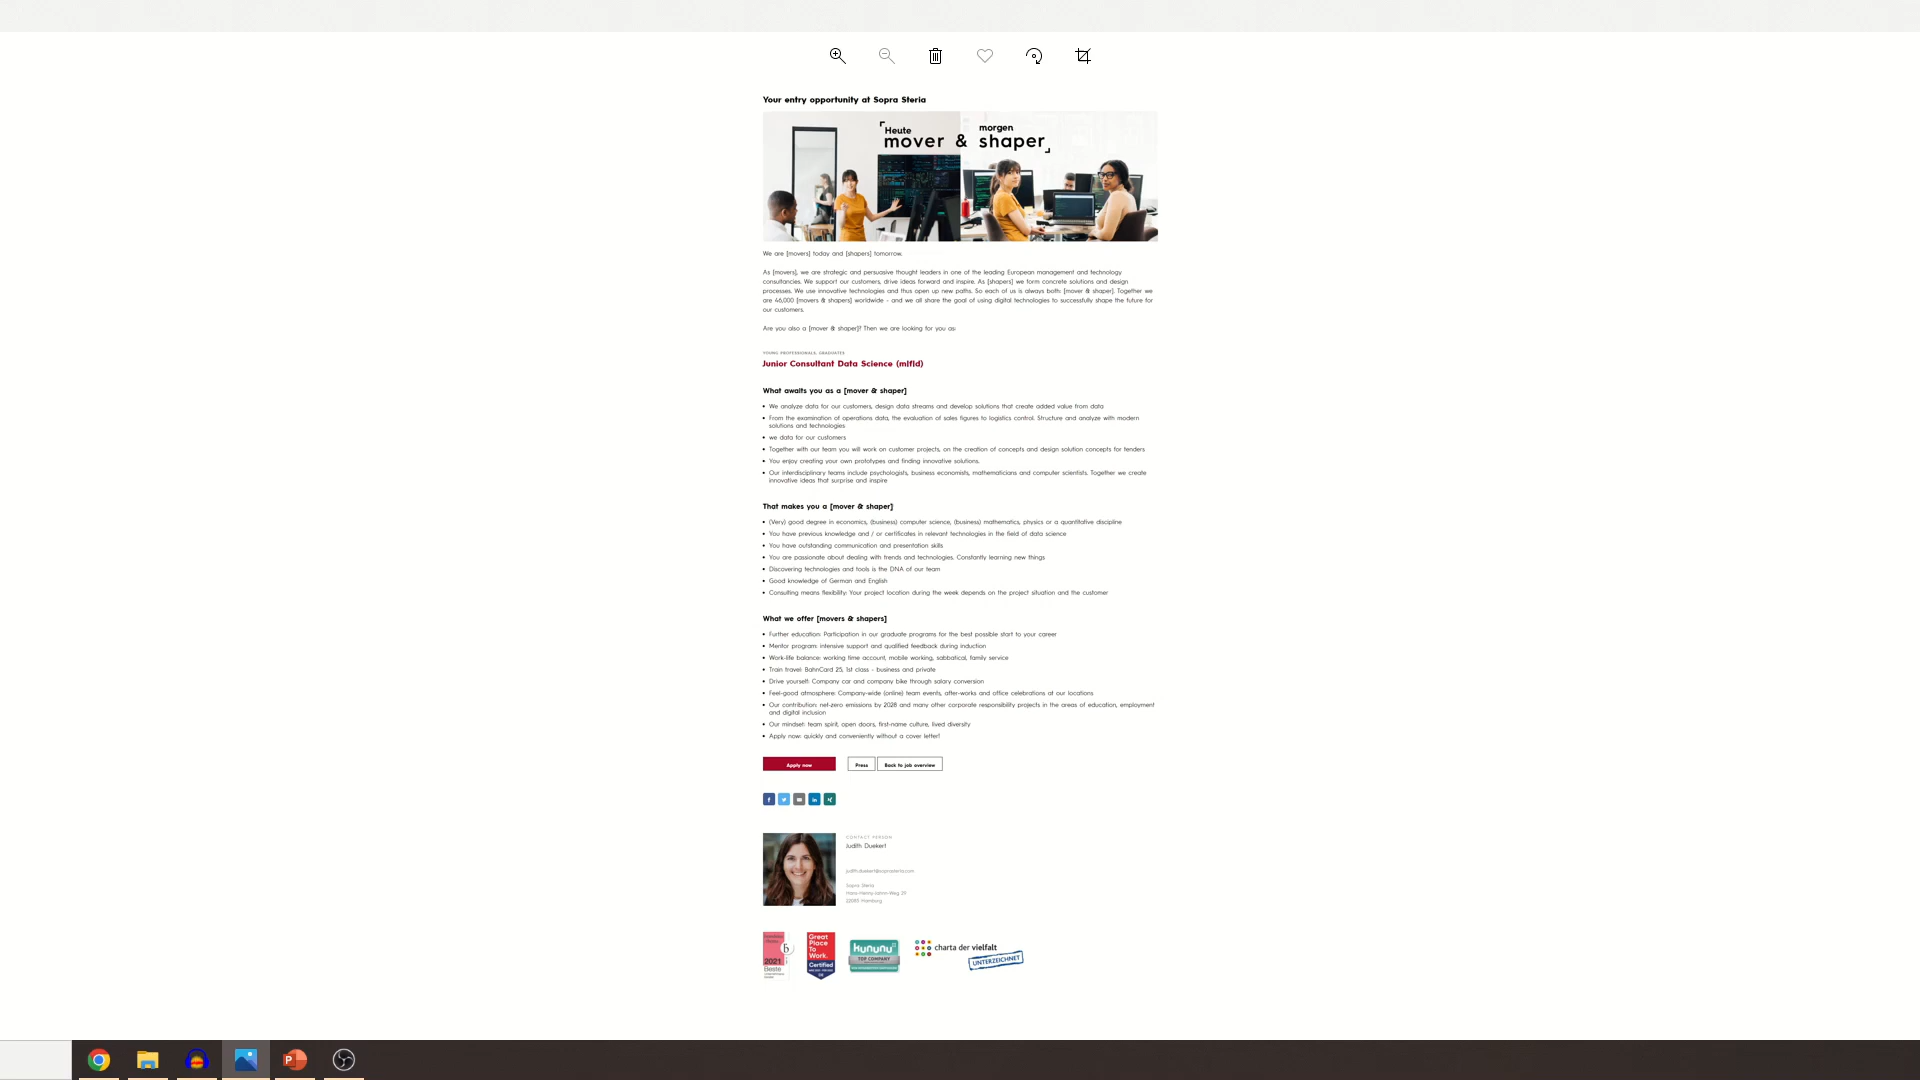 Your entry opportunity at Sopra Steria
Heute morgen
mover & shaper
We are [movers] today and [shapers] tomorrow.
As [movers], we are strategic and persuasive thought leaders in one of the leading European management and technology
consultancies. We support our customers, drive ideas forward and inspire. As [shapers] we form concrete solutions and design
processes. We use innovative technologies and thus open up new paths. So each of us is always both: [mover & shaper]. Together we
are 46,000 [movers & shapers] worldwide - and we all share the goal of using digital technologies to successfully shape the future for
our customers.
Are you also a [mover & shaper]? Then we are looking for you as:
YOUNG PROFESSIONALS, GRADUATES
Junior Consultant Data Science (m|f|d)
What awaits you as a [mover & shaper]
• We analyze data for our customers, design data streams and develop solutions that create added value from data
• From the examination of operations data, the evaluation of sales figures to logistics control. Structure and analyze with modern
solutions and technologies
• we data for our customers
• Together with our team you will work on customer projects, on the creation of concepts and design solution concepts for tenders
• You enjoy creating your own prototypes and finding innovative solutions.
• Our interdisciplinary teams include psychologists, business economists, mathematicians and computer scientists. Together we create
innovative ideas that surprise and inspire
That makes you a [mover & shaper]
• (Very) good degree in economics, (business) computer science, (business) mathematics, physics or a quantitative discipline
• You have previous knowledge and / or certificates in relevant technologies in the field of data science
• You have outstanding communication and presentation skills
• You are passionate about dealing with trends and technologies. Constantly learning new things
• Discovering technologies and tools is the DNA of our team
• Good knowledge of German and English
• Consulting means flexibility: Your project location during the week depends on the project situation and the customer
What we offer [movers & shapers]
• Further education: Participation in our graduate programs for the best possible start to your career
• Mentor program: intensive support and qualified feedback during induction
• Work-life balance: working time account, mobile working, sabbatical, family service
• Train travel: BahnCard 25, 1st class - business and private
• Drive yourself: Company car and company bike through salary conversion
• Feel-good atmosphere: Company-wide (online) team events, after-works and office celebrations at our locations
• Our contribution: net-zero emissions by 2028 and many other corporate responsibility projects in the areas of education, employment
and digital inclusion
• Our mindset: team spirit, open doors, first-name culture, lived diversity
• Apply now: quickly and conveniently without a cover letter!
Apply now Press Back to job overview
CONTACT PERSON
Judith Duekert
judith.duekert@soprasteria.com
Sopra Steria
Hans-Henny-Jahnn-Weg 29
22085 Hamburg
2021
Beste
Great
Place
To
Work.
Certified
kununu
TOP COMPANY
charta der vielfalt
UNTERZEICHNET